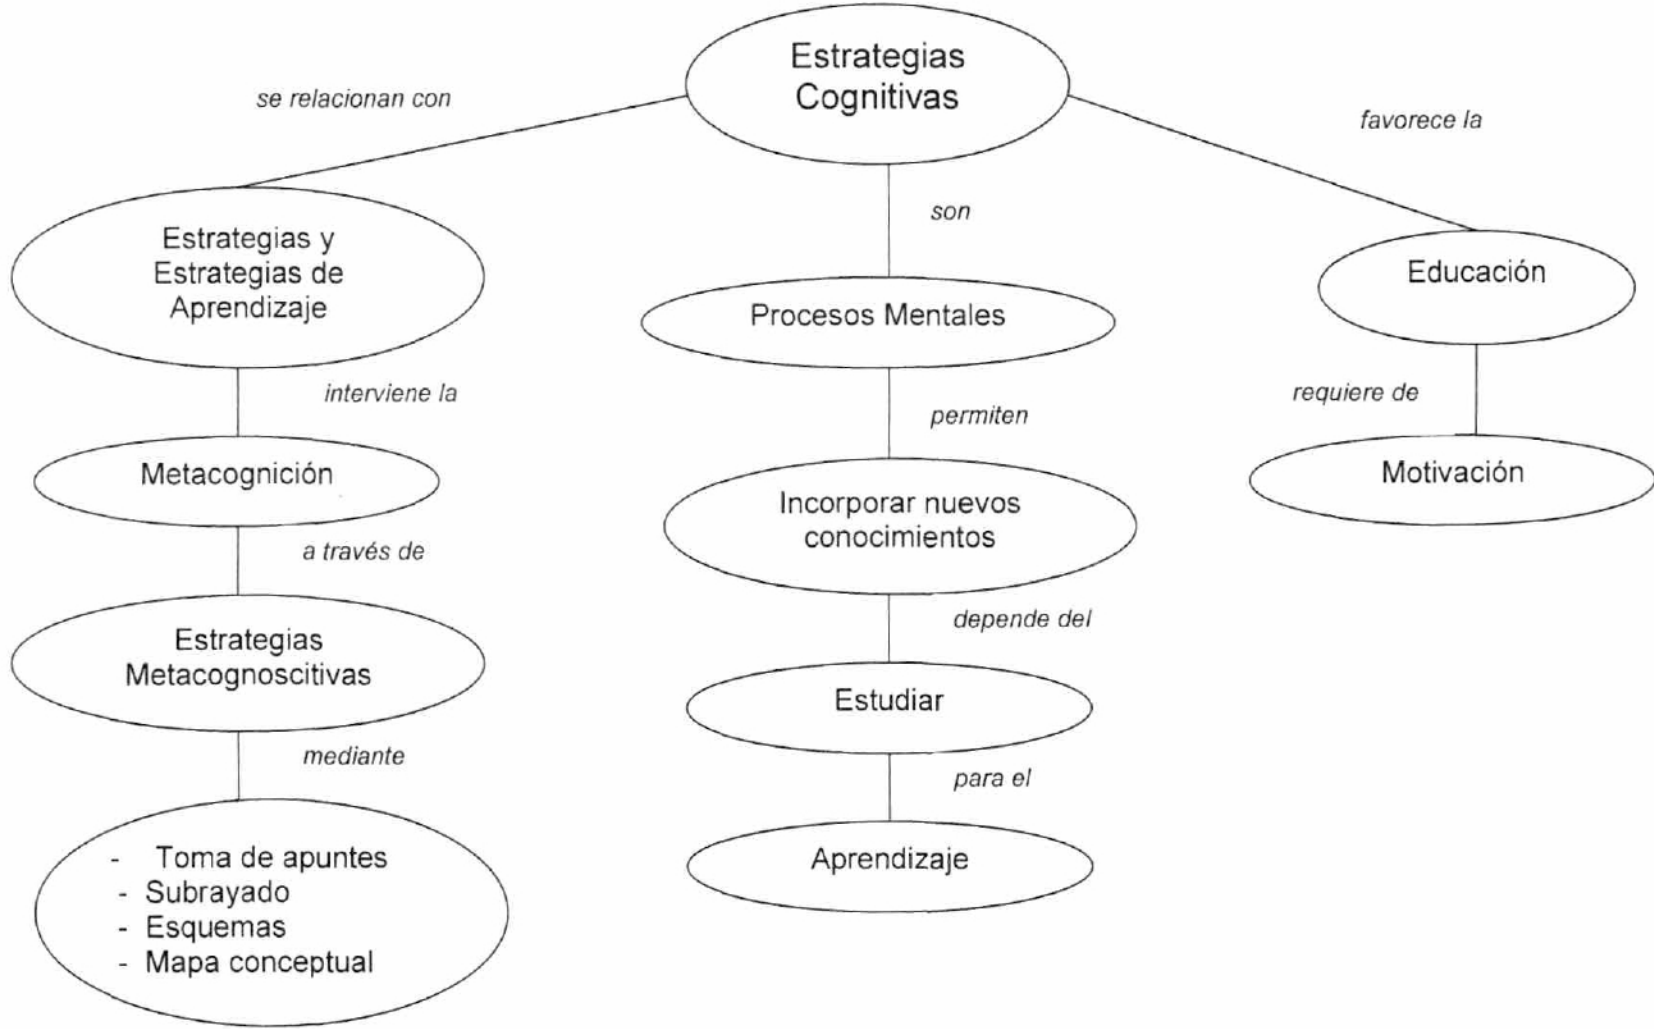 Estrategias
Cognitivas
se relacionan con
favorece la
son
Estrategias y
Estrategias de
Aprendizaje
Procesos Mentales
Educación
interviene la
permiten
requiere de
Metacognición
Incorporar nuevos
conocimientos
Motivación
a través de
depende del
Estrategias
Metacognoscitivas
Estudiar
mediante
para el
- Toma de apuntes
- Subrayado
- Esquemas
- Mapa conceptual
Aprendizaje